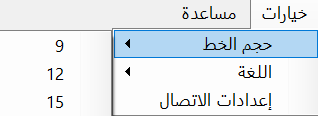 خيارات مساعدة
حجم الخط
اللغة
إعدادات الاتصال
9
12
15